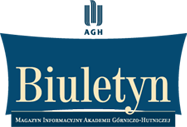 AGH
Biuletyn
Magazyn Informacyjny Akademii Górniczo-Hutniczej